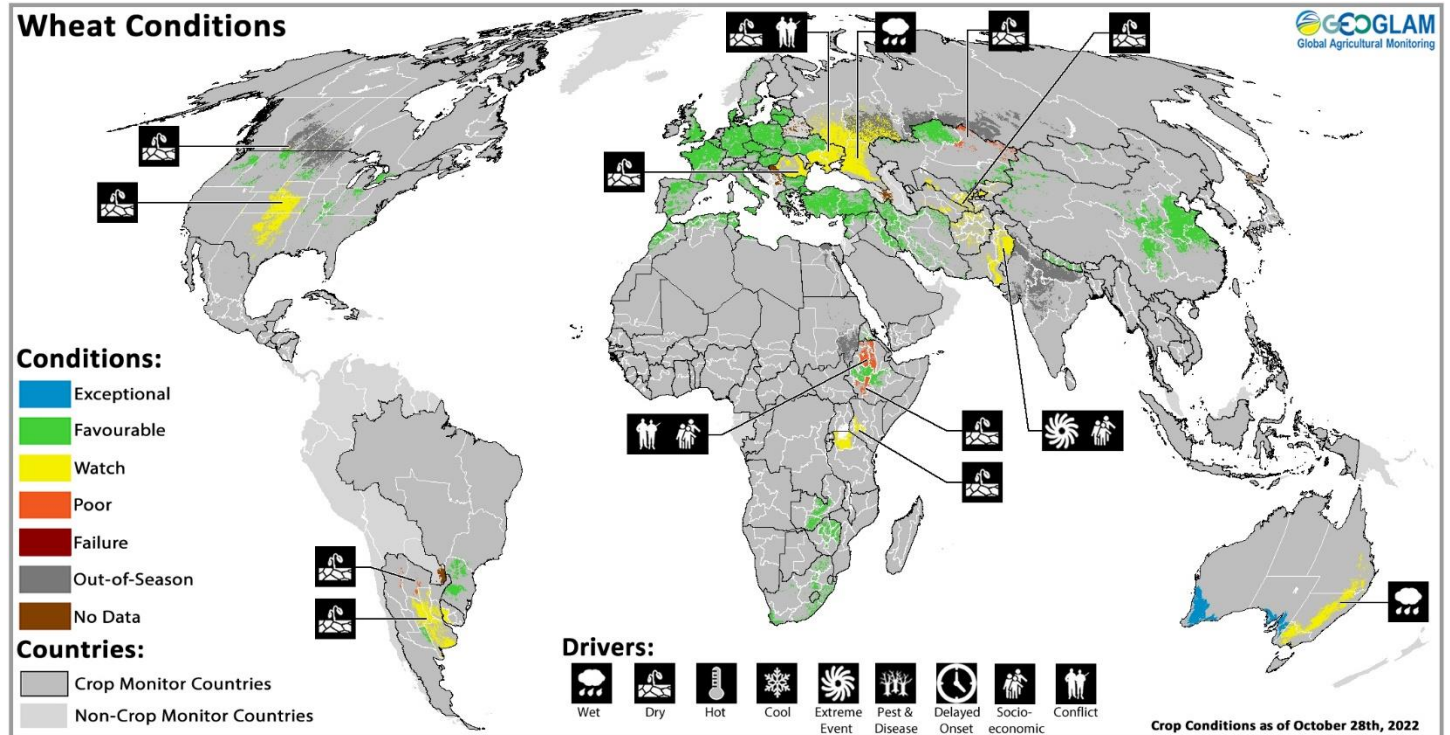 Wheat Conditions
GEOGLAM
Global Agricultural Monitoring
Conditions:
Exceptional
Favourable
Watch
Poor
Failure
Out-of-Season
No Data
Countries:
Crop Monitor Countries
Non-Crop Monitor Countries
Drivers:
Wet
Dry
Hot
Cool
Extreme
Event
Pest &
Disease
Delayed
Onset
Socio-
economic
Conflict
Crop Conditions as of October 28th, 2022